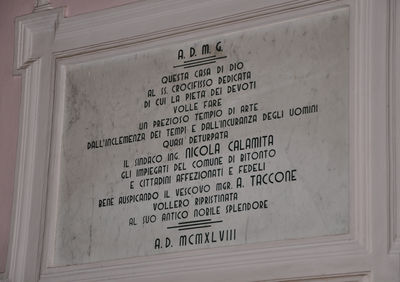 A. D. M. G.
QUESTA CASA DI DIO
AL SS. CROCIFISSO DEDICATA
DI CUI LA PIETA DEI DEVOTI
VOLLE FARE
UN PREZIOSO TEMPIO DI ARTE
DALL'INCLEMENZA DEI TEMPI E DALL'INCURANZA DEGLI UOMINI
QUASI DETURPATA
IL SINDACO ING. NICOLA CALAMITA
GLI IMPIEGATI DEL COMUNE DI BITONTO
E CITTADINI AFFEZIONATI E FEDELI
BENE AUSPICANDO IL VESCOVO MGR. A. TACCONE
VOLLERO RIPRISTINATA
AL SUO ANTICO NOBILE SPLENDORE
A. D. MCMXLVIII